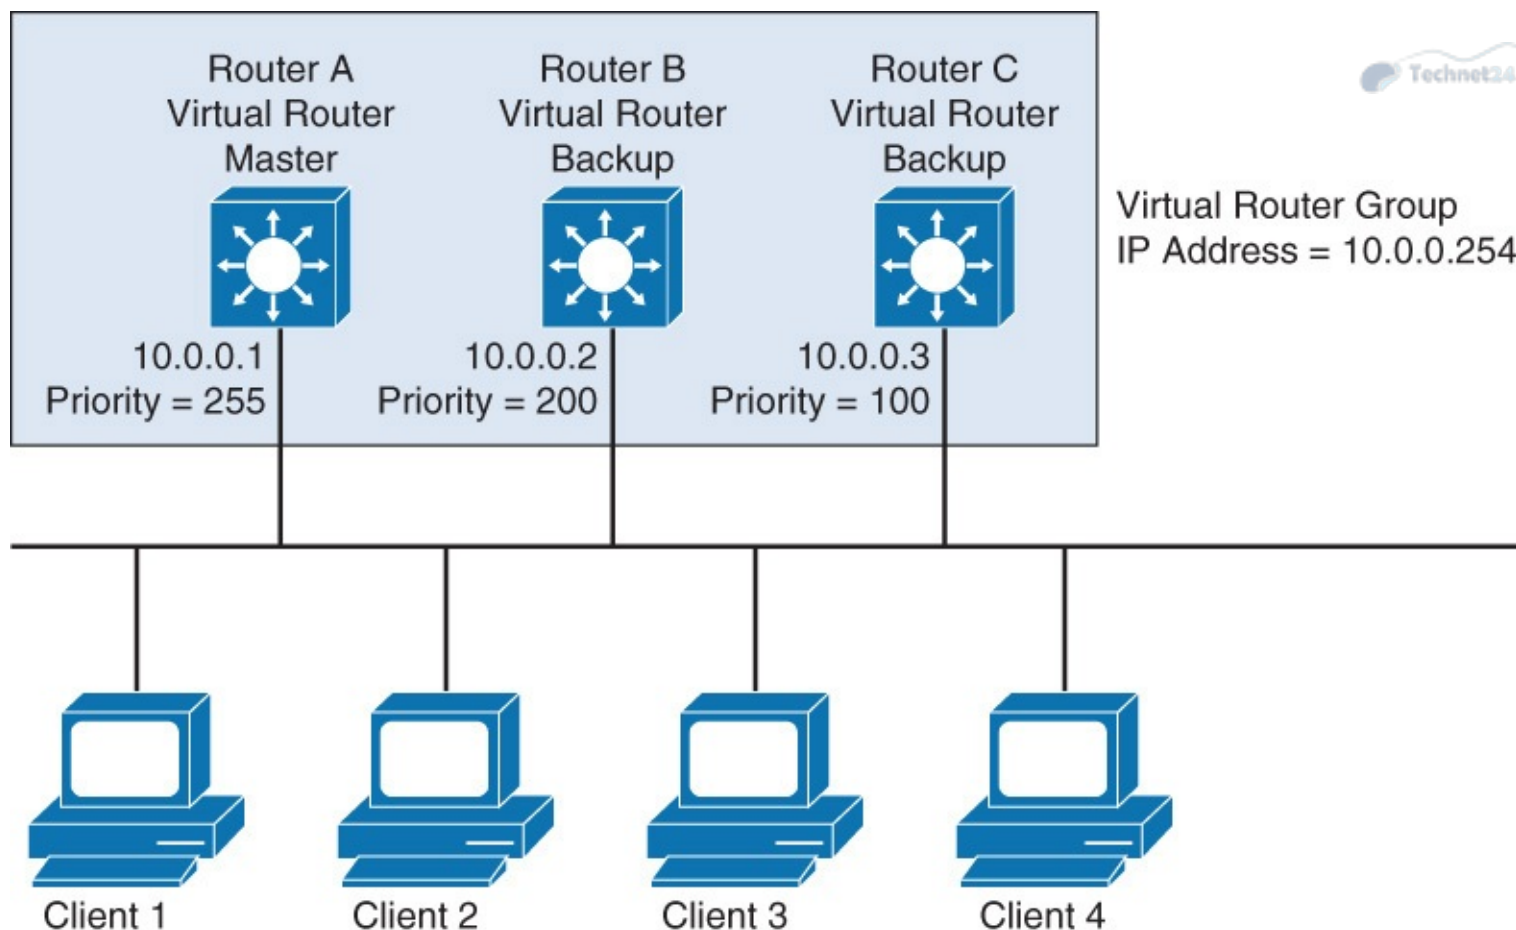 Router A
Virtual Router
Master
Router B
Virtual Router
Backup
Router C
Virtual Router
Backup
Technet24
Virtual Router Group
IP Address = 10.0.0.254
10.0.0.1
Priority = 255
10.0.0.2
Priority = 200
10.0.0.3
Priority = 100
Client 1
Client 2
Client 3
Client 4